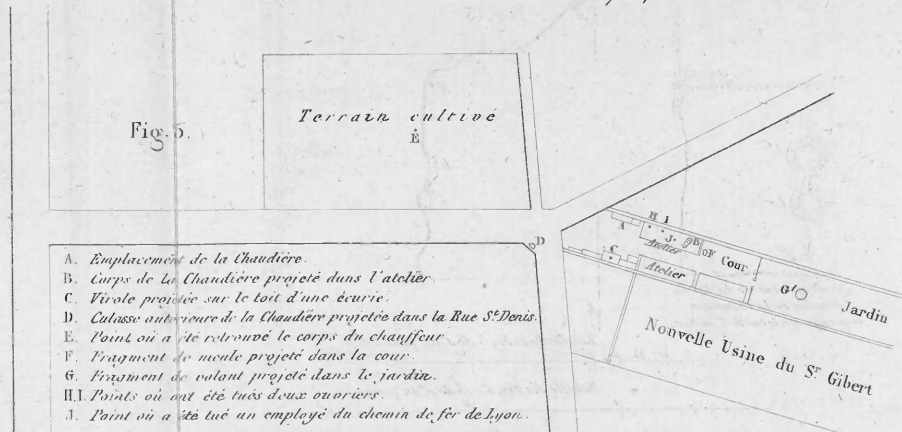 Fig. 5.
Terrain cultivé
E
D
H I
A
J.
B
F Cour
Atelier
C
Atelier
G'
Jardin
Nouvelle Usine du Sr Gibert
A. Emplacement de la Chaudière.
B. Corps de la Chaudière projeté dans l'atelier
C. Virole projetée sur le toit d'une écurie.
D. Culasse antérieure de la Chaudière projetée dans la Rue St Denis.
E. Point où a été retrouvé le corps du chauffeur
F. Fragment de meule projeté dans la cour.
G. Fragment de volant projeté dans le jardin.
H.I. Points où ont été tués deux ouvriers.
J. Point où a été tué un employé du chemin de fer de Lyon.